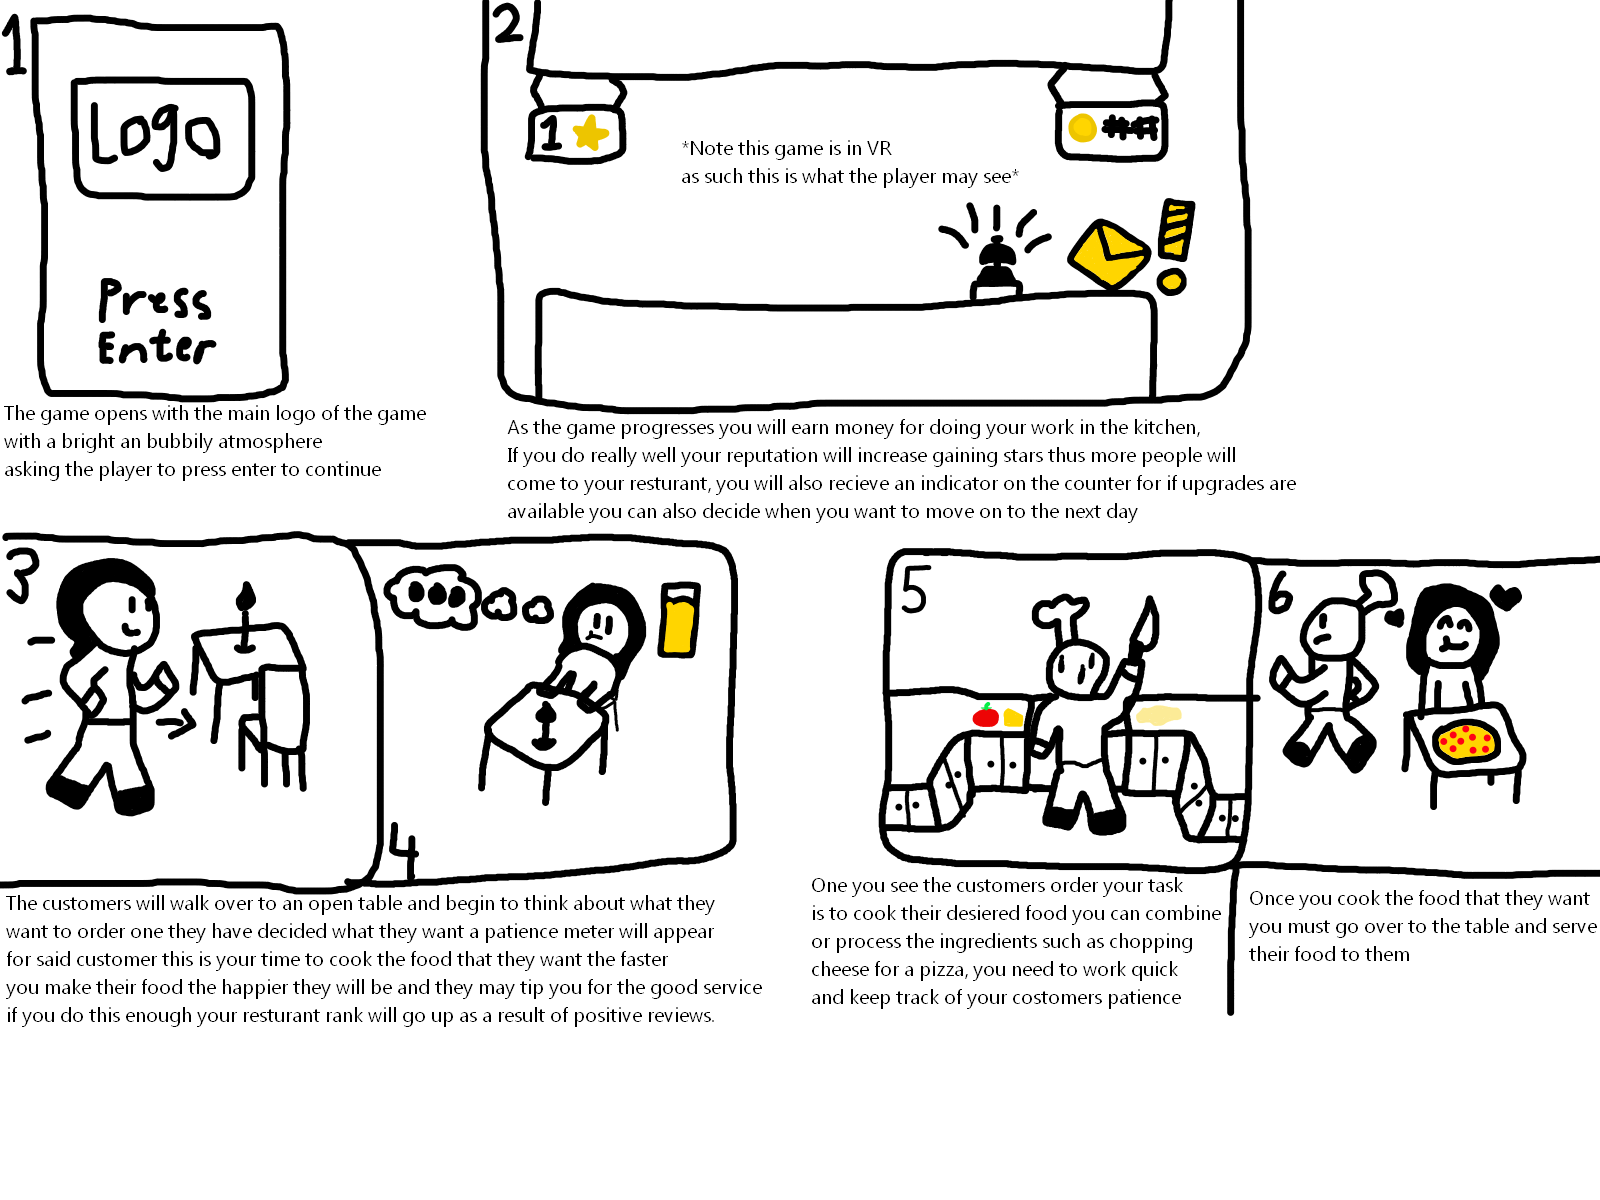 1
Logo
Press
Enter
The game opens with the main logo of the game
with a bright an bubbily atmosphere
asking the player to press enter to continue
2
1
###
*Note this game is in VR
as such this is what the player may see*
As the game progresses you will earn money for doing your work in the kitchen,
If you do really well your reputation will increase gaining stars thus more people will
come to your resturant, you will also recieve an indicator on the counter for if upgrades are
available you can also decide when you want to move on to the next day
3
4
The customers will walk over to an open table and begin to think about what they
want to order one they have decided what they want a patience meter will appear
for said customer this is your time to cook the food that they want the faster
you make their food the happier they will be and they may tip you for the good service
if you do this enough your resturant rank will go up as a result of positive reviews.
5
One you see the customers order your task
is to cook their desiered food you can combine
or process the ingredients such as chopping
cheese for a pizza, you need to work quick
and keep track of your costomers patience
6
Once you cook the food that they want
you must go over to the table and serve
their food to them